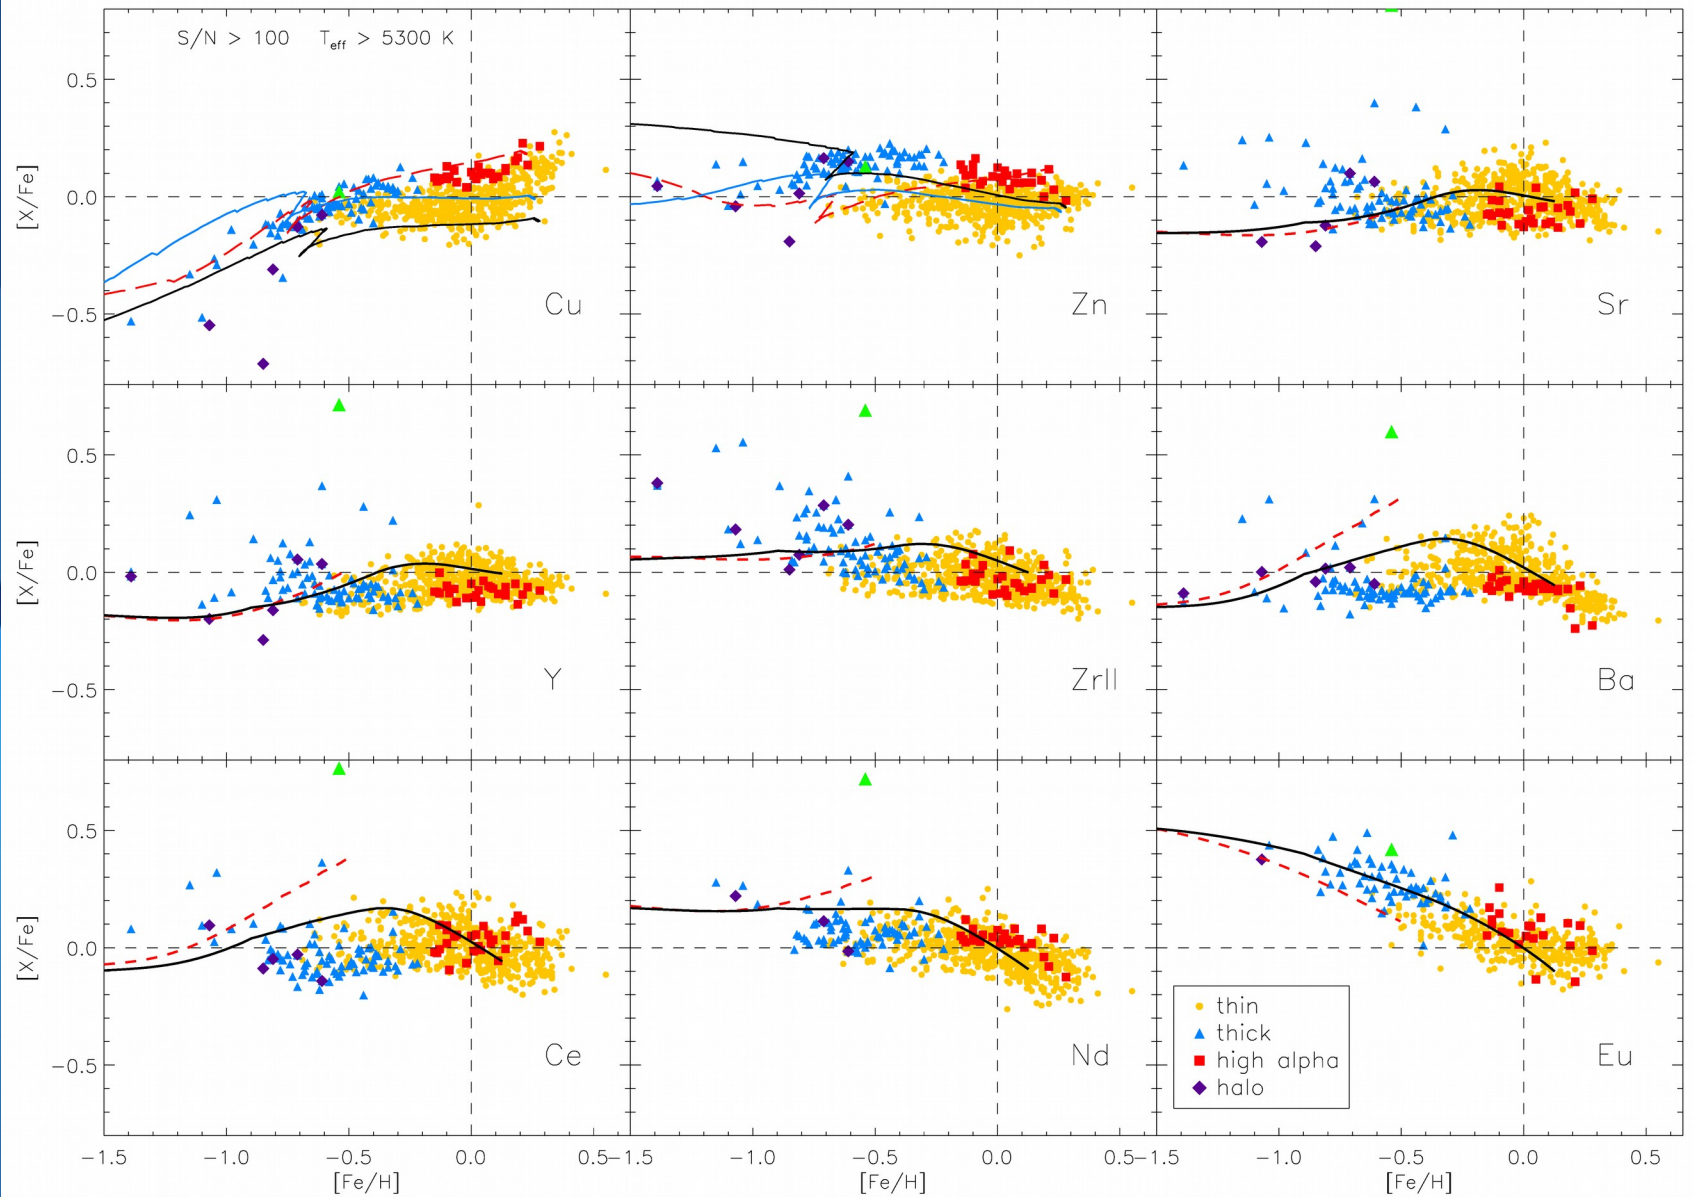 S/N > 100 Teff > 5300 K
[X/Fe]
0.5
0.0
−0.5
Cu
Zn
Sr
[X/Fe]
0.5
0.0
−0.5
Y
ZrII
Ba
[X/Fe]
0.5
0.0
−0.5
Ce
Nd
thin
thick
high alpha
halo
Eu
−1.5 −1.0 −0.5 0.0 0.5 −1.5 −1.0 −0.5 0.0 0.5 −1.5 −1.0 −0.5 0.0 0.5
[Fe/H] [Fe/H] [Fe/H]